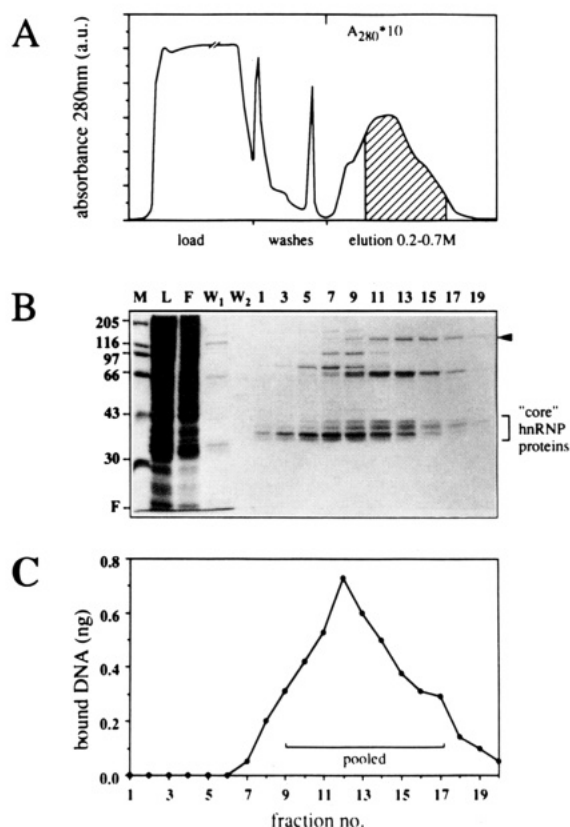 A
absorbance 280nm (a.u.)
A280*10
load washes elution 0.2-0.7M
B
M L F W1 W2 1 3 5 7 9 11 13 15 17 19
205
116
97
66
43
30
F
"core"
hnRNP
proteins
C
bound DNA (ng)
0.8
0.6
0.4
0.2
0.0
pooled
1 3 5 7 9 11 13 15 17 19
fraction no.